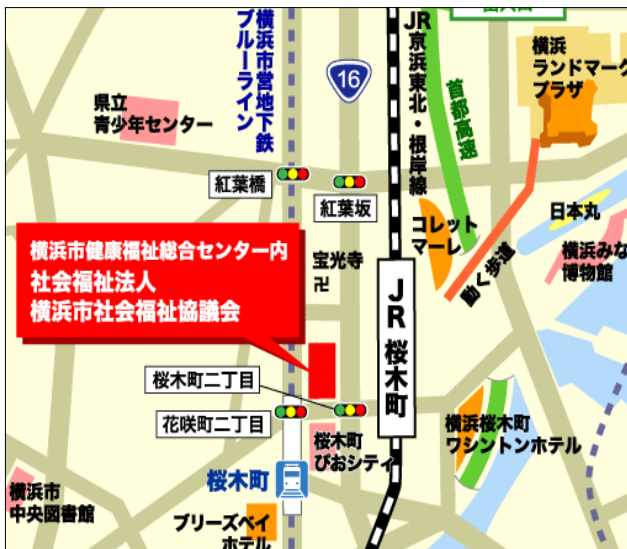 横浜市営地下鉄
ブルーライン
16
JR京浜東北・根岸線
首都高速
横浜
ランドマーク
プラザ
県立
青少年センター
紅葉橋
紅葉坂
コレット
マーレ
日本丸
横浜みな
博物館
動く歩道
横浜市健康福祉総合センター内
社会福祉法人
横浜市社会福祉協議会
宝光寺
卍
JR 桜木町
桜木町二丁目
花咲町二丁目
桜木町
ぴおシティ
横浜桜木町
ワシントンホテル
桜木町
横浜市
中央図書館
ブリーズベイ
ホテル